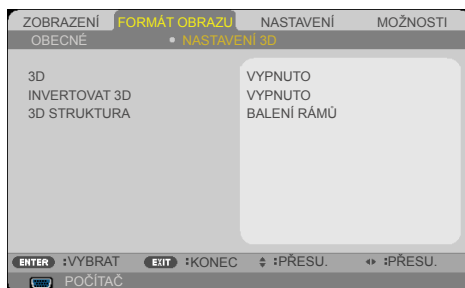 ZOBRAZENÍ FORMÁT OBRAZU NASTAVENÍ MOŽNOSTI
OBECNÉ • NASTAVENÍ 3D
3D VYPNUTO
INVERTOVAT 3D VYPNUTO
3D STRUKTURA BALENÍ RÁMŮ
ENTER :VYBRAT EXIT :KONEC :PŘESU. :PŘESU.
POČÍTAČ